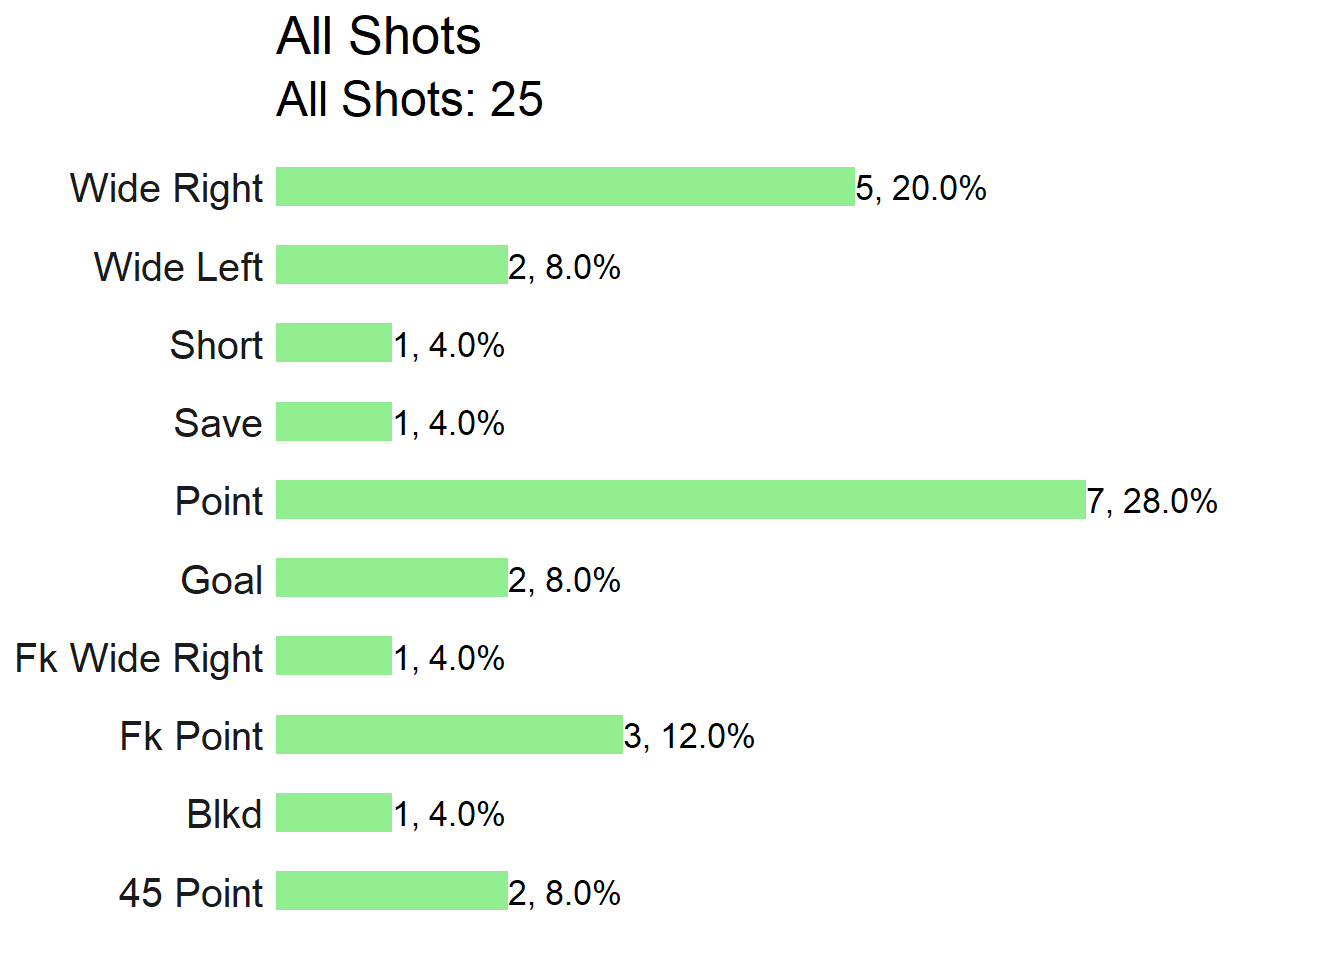 All Shots
All Shots: 25
Wide Right 5, 20.0%
Wide Left 2, 8.0%
Short 1, 4.0%
Save 1, 4.0%
Point 7, 28.0%
Goal 2, 8.0%
Fk Wide Right 1, 4.0%
Fk Point 3, 12.0%
Blkd 1, 4.0%
45 Point 2, 8.0%